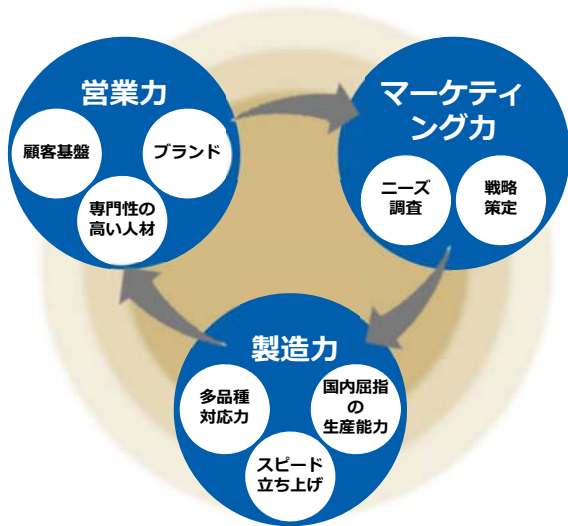 営業力
顧客基盤
ブランド
専門性の
高い人材
マーケティ
ング力
ニーズ
調査
戦略
策定
製造力
多品種
対応力
国内屈指
の
生産能力
スピード
立ち上げ